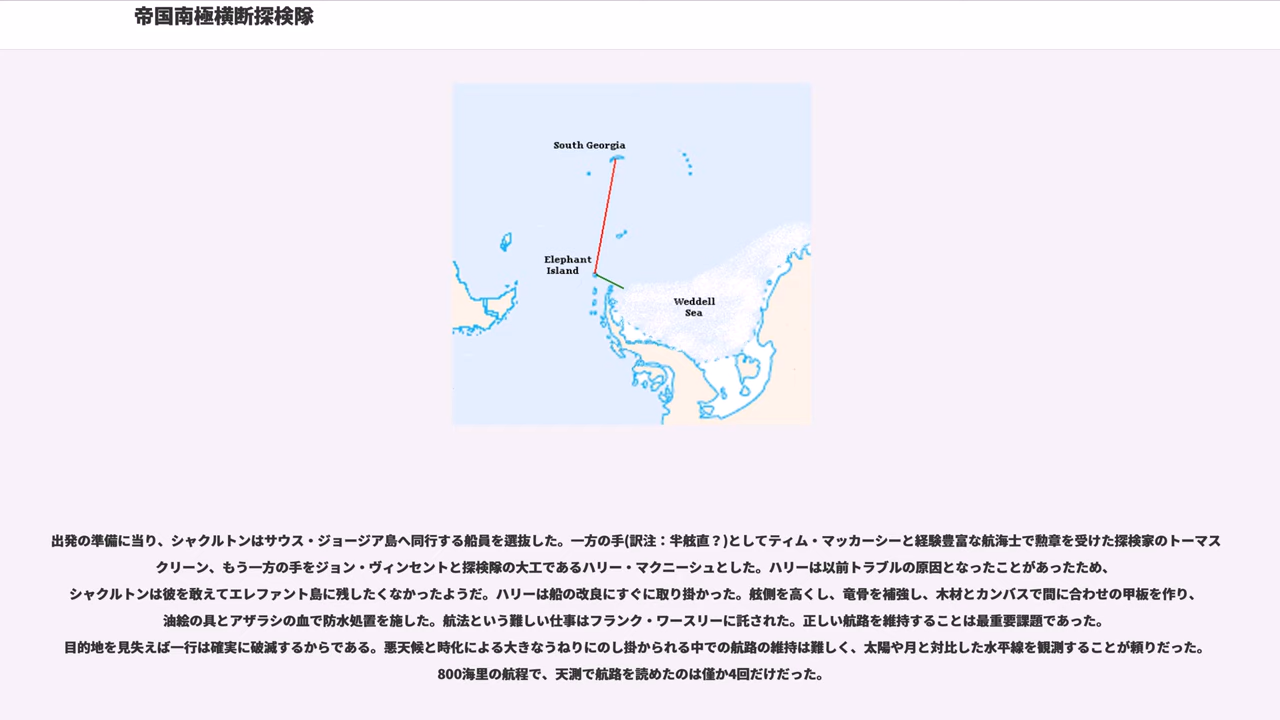 帝国南極横断探検隊
South Georgia
Elephant
Island
Weddell
Sea
出発の準備に当り、シャクルトンはサウス・ジョージア島へ同行する船員を選抜した。一方の手(訳注：半舷直？)としてティム・マッカーシーと経験豊富な航海士で勲章を受けた探検家のトーマス
クリーン、もう一方の手をジョン・ヴィンセントと探検隊の大工であるハリー・マクニーシュとした。ハリーは以前トラブルの原因となったことがあったため、
シャクルトンは彼を敢えてエレファント島に残したくなかったようだ。ハリーは船の改良にすぐに取り掛かった。舷側を高くし、竜骨を補強し、木材とカンバスで間に合わせの甲板を作り、
油絵の具とアザラシの血で防水処置を施した。航法という難しい仕事はフランク・ワースリーに託された。正しい航路を維持することは最重要課題であった。
目的地を見失えば一行は確実に破滅するからである。悪天候と時化による大きなうねりにのし掛かられる中での航路の維持は難しく、太陽や月と対比した水平線を観測することが頼りだった。
800海里の航程で、天測で航路を読めたのは僅か4回だけだった。